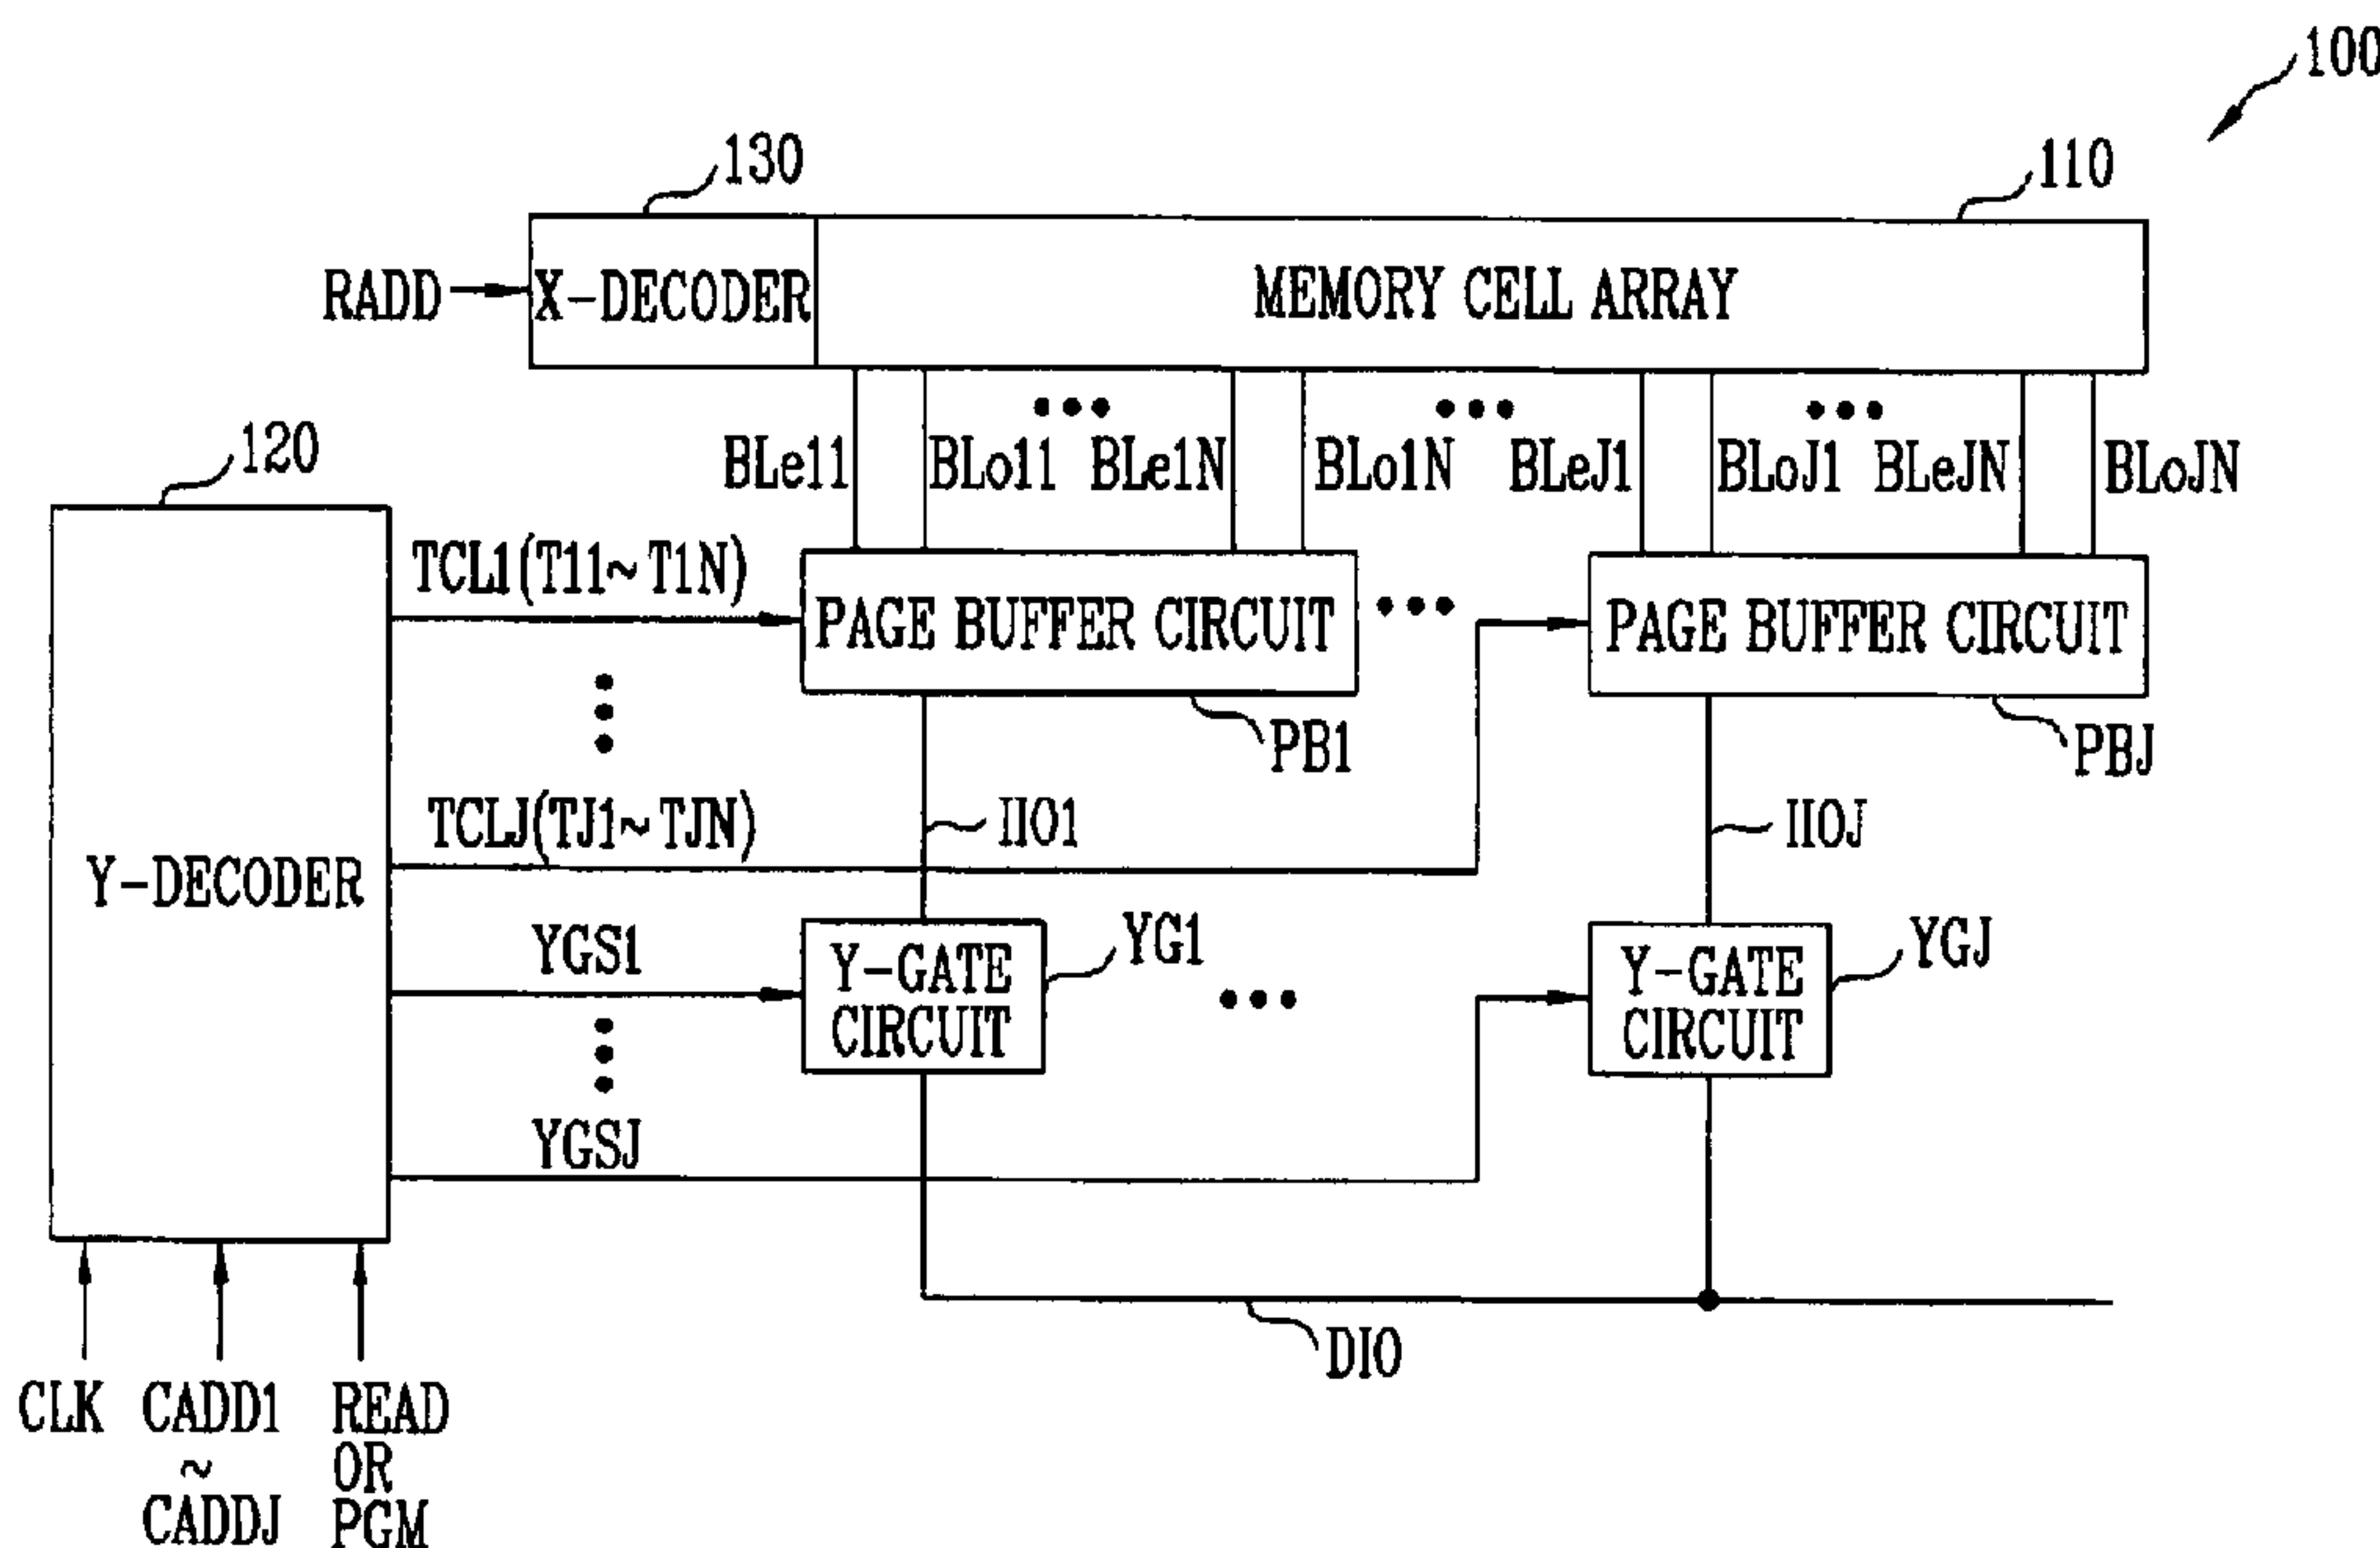 100
130
110
RADD
X-DECODER
MEMORY CELL ARRAY
120
BLe11
BLo11
BLe1N
BLo1N
BLeJ1
BLoJ1
BLeJN
BLoJN
TCL1(T11~T1N)
PAGE BUFFER CIRCUIT
PAGE BUFFER CIRCUIT
PB1
PBJ
TCLJ(TJ1~TJN)
IIO1
IIOJ
Y-DECODER
YGS1
Y-GATE
CIRCUIT
YG1
Y-GATE
CIRCUIT
YGJ
YGSJ
DIO
CLK
CADD1
~
CADDJ
READ
OR
PGM